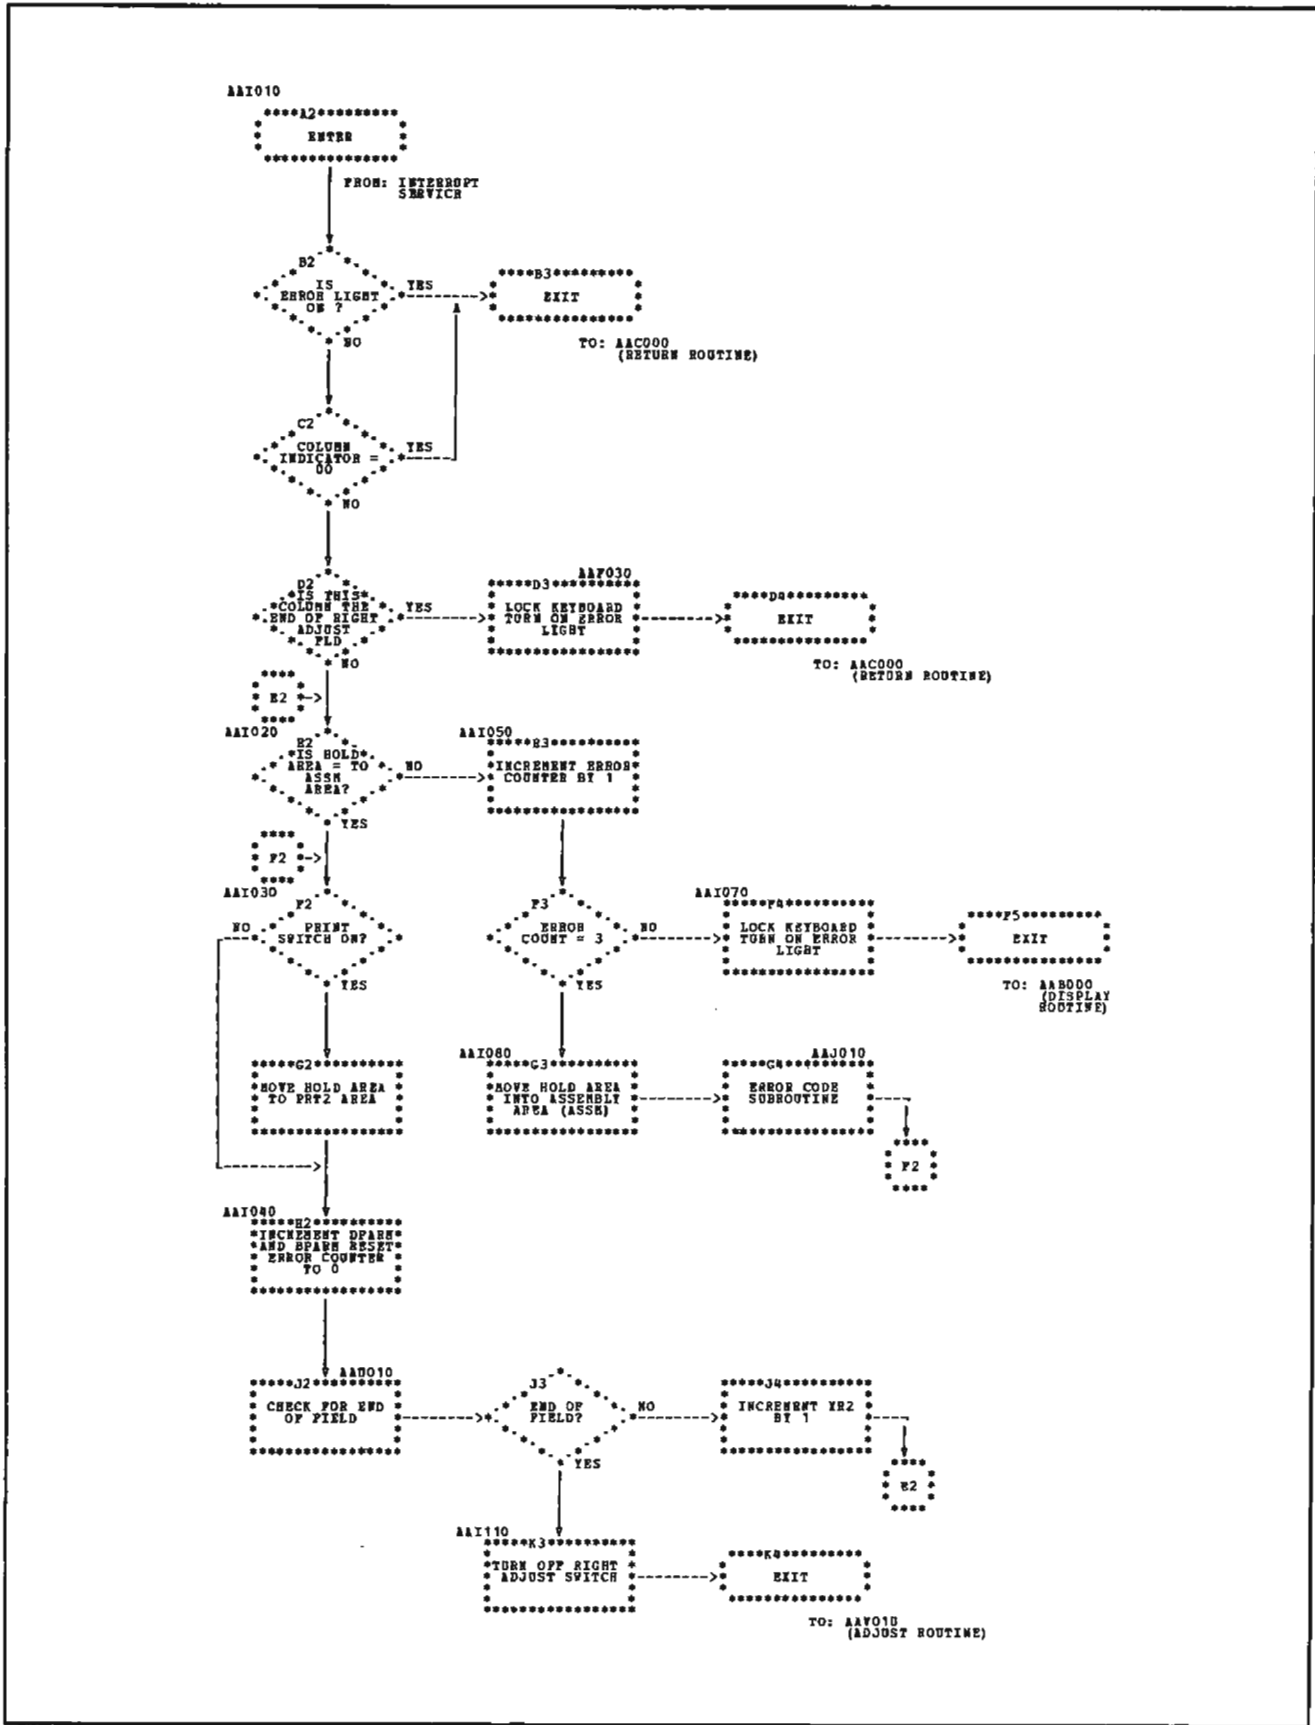 AAI010
****A2*********
ENTER
FROM: INTERRUPT
SERVICR
B2
IS
ERROR LIGHT
ON ?
YES
NO
****B3*********
EXIT
TO: AAC000
(RETURN ROUTINE)
C2
COLUMN
INDICATOR =
00
YES
NO
D2
IS THIS
COLUMN THE
END OF RIGHT
ADJUST
FLD
YES
NO
AAF030
*****D3**********
LOCK KEYBOARD
TURN ON ERROR
LIGHT
****D4*********
EXIT
TO: AAC000
(RETURN ROUTINE)
E2
AAI020
E2
IS HOLD
AREA = TO
ASSM
AREA?
NO
YES
AAI050
*****E3**********
INCREMENT ERROR
COUNTER BY 1
F2
AAI030
F2
PRINT
SWITCH ON?
NO
YES
F3
ERROR
COUNT = 3
NO
YES
AAI070
*****F4**********
LOCK KEYBOARD
TURN ON ERROR
LIGHT
****F5*********
EXIT
TO: AAB000
(DISPLAY
ROUTINE)
*****G2**********
MOVE HOLD AREA
TO PRT2 AREA
AAI080
*****G3**********
MOVE HOLD AREA
INTO ASSEMBLY
AREA (ASSM)
AAJ010
*****G4**********
ERROR CODE
SUBROUTINE
F2
AAI040
*****H2**********
INCREMENT DPARM
AND BPARM RESET
ERROR COUNTER
TO 0
AAU010
*****J2**********
CHECK FOR END
OF FIELD
J3
END OF
FIELD?
NO
YES
*****J4**********
INCREMENT XR2
BY 1
E2
AAI110
*****K3**********
TURN OFF RIGHT
ADJUST SWITCH
****K4*********
EXIT
TO: AAV010
(ADJUST ROUTINE)